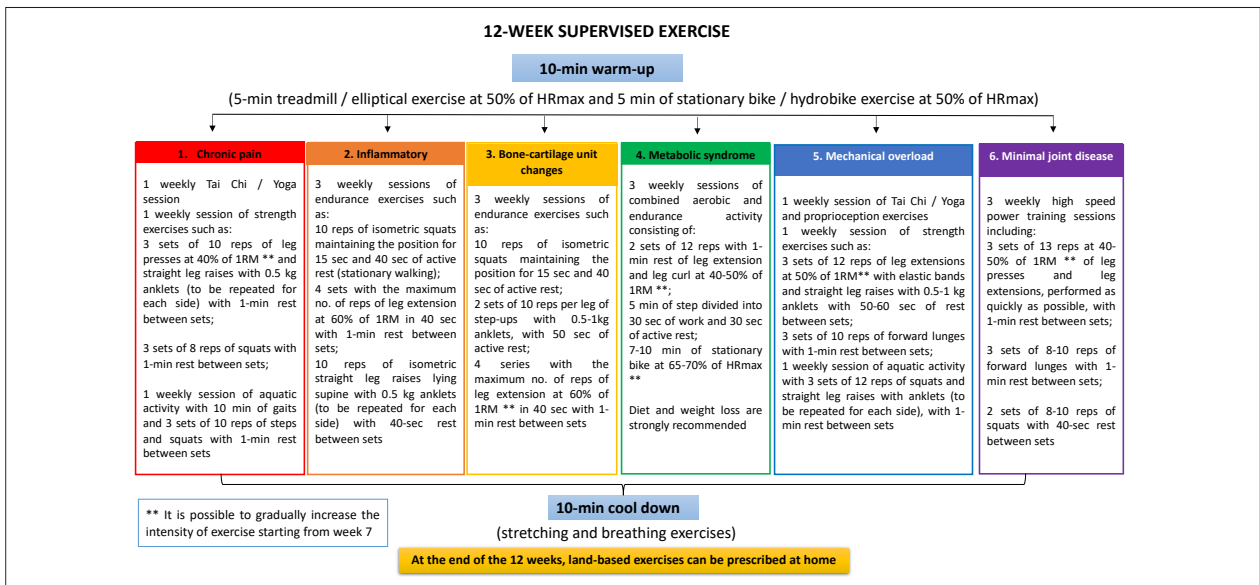 12-WEEK SUPERVISED EXERCISE
10-min warm-up
(5-min treadmill / elliptical exercise at 50% of HRmax and 5 min of stationary bike / hydrobike exercise at 50% of HRmax)
1. Chronic pain
1 weekly Tai Chi / Yoga
session
1 weekly session of strength
exercises such as:
3 sets of 10 reps of leg
presses at 40% of 1RM ** and
straight leg raises with 0.5 kg
anklets (to be repeated for
each side) with 1-min rest
between sets;
3 sets of 8 reps of squats with
1-min rest between sets;
1 weekly session of aquatic
activity with 10 min of gaits
and 3 sets of 10 reps of steps
and squats with 1-min rest
between sets
2. Inflammatory
3 weekly sessions of
endurance exercises such
as:
10 reps of isometric squats
maintaining the position for
15 sec and 40 sec of active
rest (stationary walking);
4 sets with the maximum
no. of reps of leg extension
at 60% of 1RM in 40 sec
with 1-min rest between
sets;
10 reps of isometric
straight leg raises lying
supine with 0.5 kg anklets
(to be repeated for each
side) with 40-sec rest
between sets
3. Bone-cartilage unit
changes
3 weekly sessions of
endurance exercises such
as:
10 reps of isometric
squats maintaining the
position for 15 sec and 40
sec of active rest;
2 sets of 10 reps per leg of
step-ups with 0.5-1kg
anklets, with 50 sec of
active rest;
4 series with the
maximum no. of reps of
leg extension at 60% of
1RM ** in 40 sec with 1-
min rest between sets
4. Metabolic syndrome
3 weekly sessions of
combined aerobic and
endurance activity
consisting of:
2 sets of 12 reps with 1-
min rest of leg extension
and leg curl at 40-50% of
1RM **;
5 min of step divided into
30 sec of work and 30 sec
of active rest;
7-10 min of stationary
bike at 65-70% of HRmax
**
Diet and weight loss are
strongly recommended
5. Mechanical overload
1 weekly session of Tai Chi / Yoga
and proprioception exercises
1 weekly session of strength
exercises such as:
3 sets of 12 reps of leg extensions
at 50% of 1RM** with elastic bands
and straight leg raises with 0.5-1 kg
anklets with 50-60 sec of rest
between sets;
3 sets of 10 reps of forward lunges
with 1-min rest between sets;
1 weekly session of aquatic activity
with 3 sets of 12 reps of squats and
straight leg raises with anklets (to
be repeated for each side), with 1-
min rest between sets
6. Minimal joint disease
3 weekly high speed
power training sessions
including:
3 sets of 13 reps at 40-
50% of 1RM ** of leg
presses and leg
extensions, performed as
quickly as possible, with
1-min rest between sets;
3 sets of 8-10 reps of
forward lunges with 1-
min rest between sets;
2 sets of 8-10 reps of
squats with 40-sec rest
between sets
** It is possible to gradually increase the
intensity of exercise starting from week 7
10-min cool down
(stretching and breathing exercises)
At the end of the 12 weeks, land-based exercises can be prescribed at home